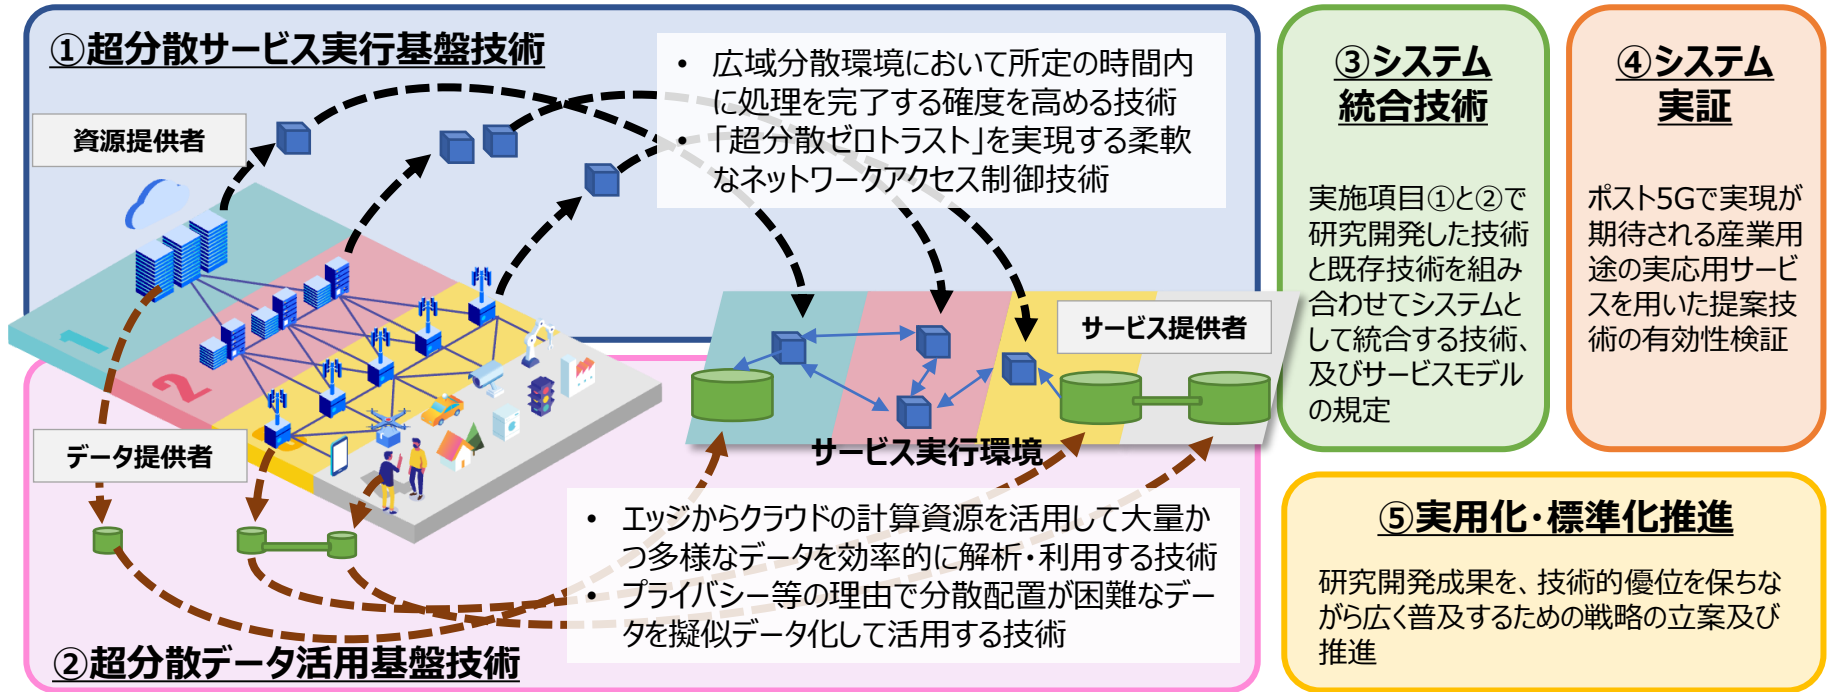 ①超分散サービス実行基盤技術
• 広域分散環境において所定の時間内
に処理を完了する確度を高める技術
• 「超分散ゼロトラスト」を実現する柔軟
なネットワークアクセス制御技術
資源提供者
1
2
サービス提供者
サービス実行環境
データ提供者
• エッジからクラウドの計算資源を活用して大量か
つ多様なデータを効率的に解析・利用する技術
• プライバシー等の理由で分散配置が困難なデー
タを擬似データ化して活用する技術
②超分散データ活用基盤技術
③システム
統合技術
実施項目①と②で
研究開発した技術
と既存技術を組み
合わせてシステムと
して統合する技術、
及びサービスモデル
の規定
④システム
実証
ポスト5Gで実現が
期待される産業用
途の実応用サービ
スを用いた提案技
術の有効性検証
⑤実用化・標準化推進
研究開発成果を、技術的優位を保ちな
がら広く普及するための戦略の立案及び
推進